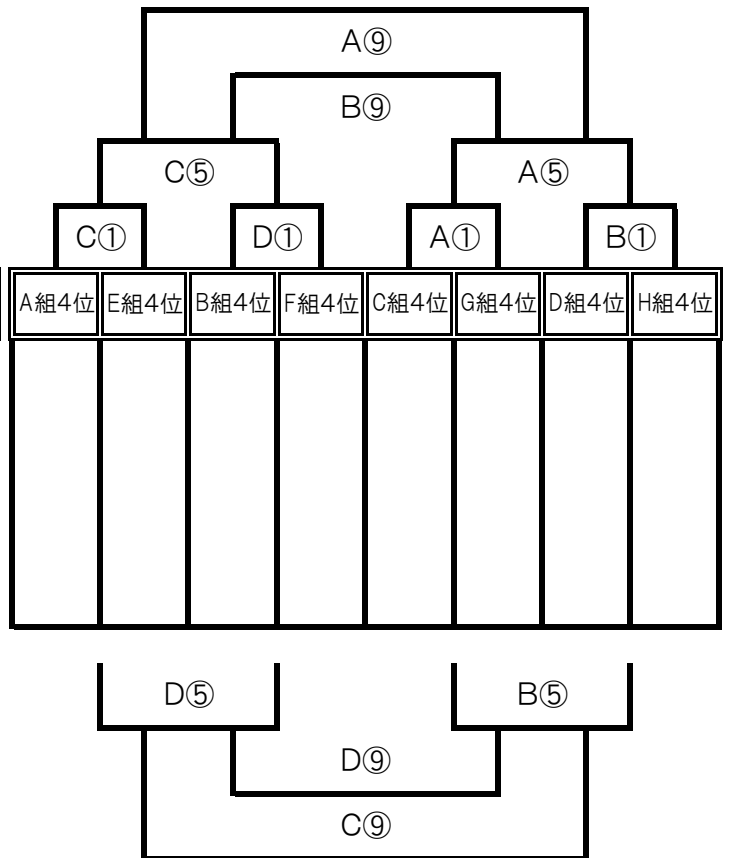 A⑨
B⑨
C⑤ A⑤
C① D① A① B①
A組4位 E組4位 B組4位 F組4位 C組4位 G組4位 D組4位 H組4位
D⑤ B⑤
D⑨
C⑨